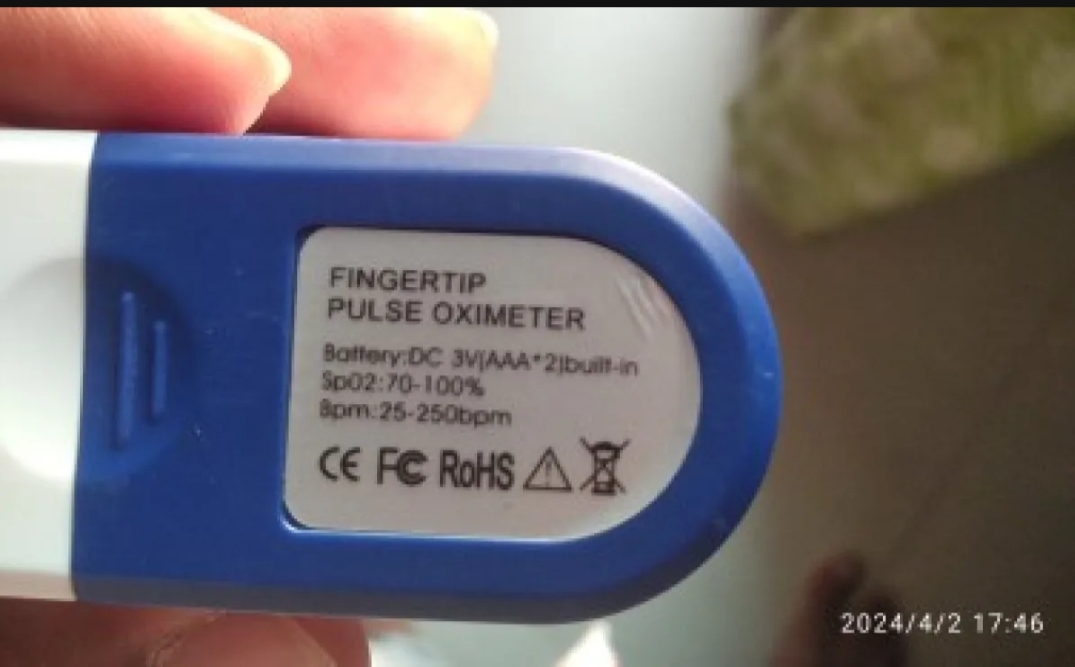 FINGERTIP
PULSE OXIMETER
Battery:DC 3V(AAA*2)built-in
SpO2:70-100%
Bpm:25-250bpm
CE FC RoHS
2024/4/2 17:46